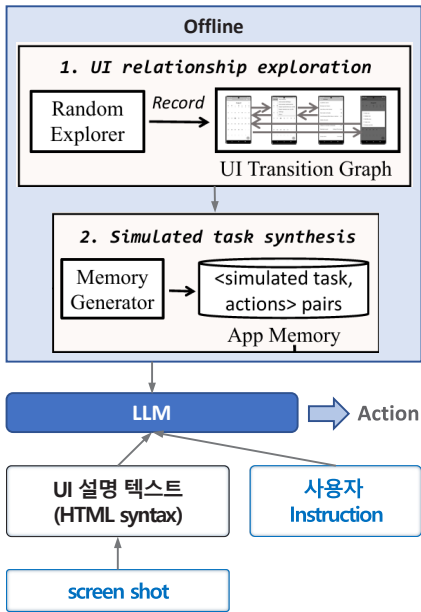 Offline
1. UI relationship exploration
Random
Explorer
Record
UI Transition Graph
2. Simulated task synthesis
Memory
Generator
<simulated task,
actions> pairs
App Memory
LLM
Action
UI 설명 텍스트
(HTML syntax)
사용자
Instruction
screen shot